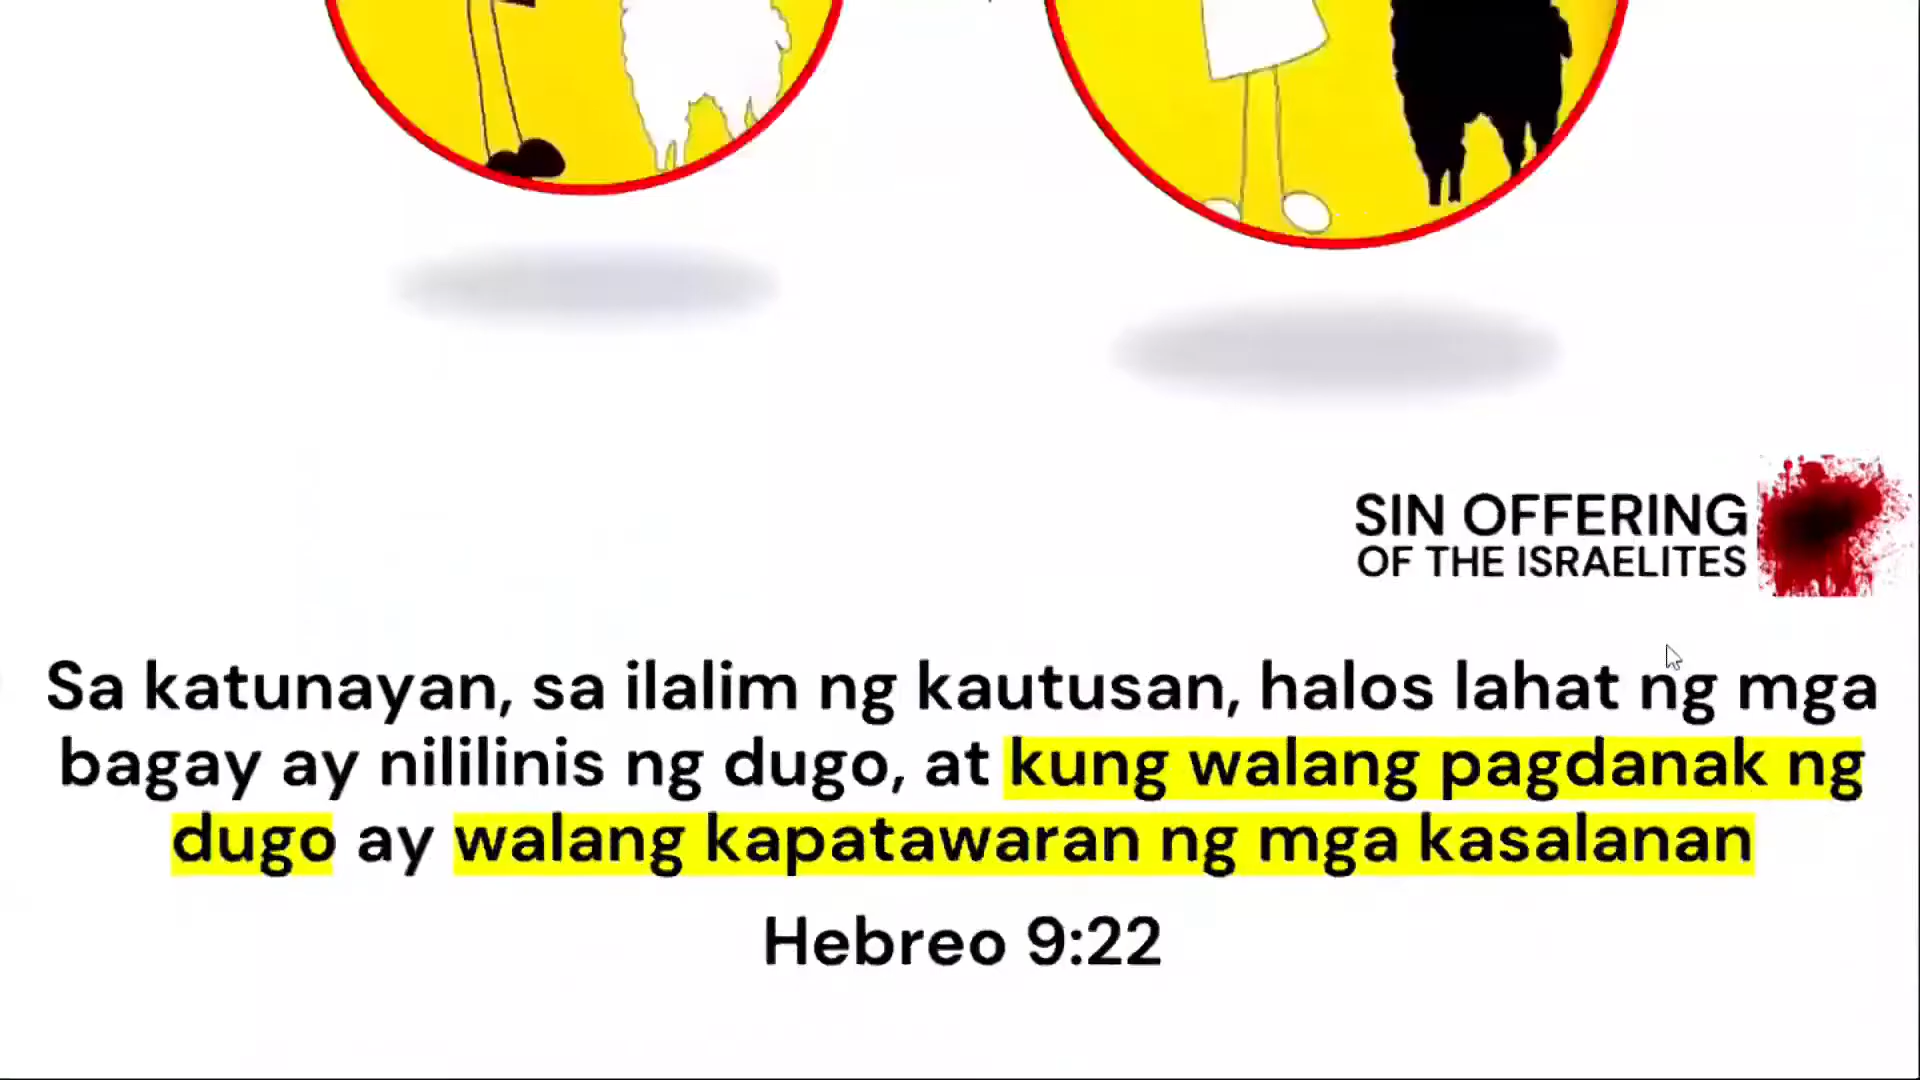 SIN OFFERING
OF THE ISRAELITES
Sa katunayan, sa ilalim ng kautusan, halos lahat ng mga
bagay ay nililinis ng dugo, at kung walang pagdanak ng
dugo ay walang kapatawaran ng mga kasalanan
Hebreo 9:22